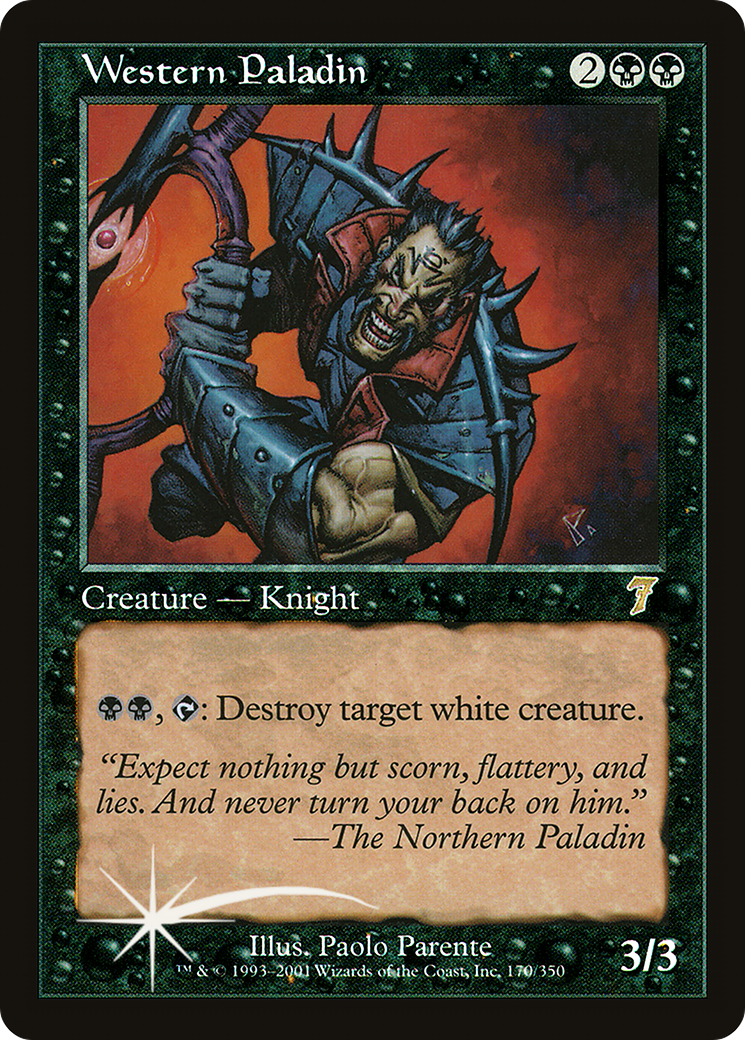 Western Paladin 2
Creature — Knight 7
, : Destroy target white creature.
“Expect nothing but scorn, flattery, and
lies. And never turn your back on him.”
—The Northern Paladin
Illus. Paolo Parente
™ & © 1993–2001 Wizards of the Coast, Inc. 170/350
3/3